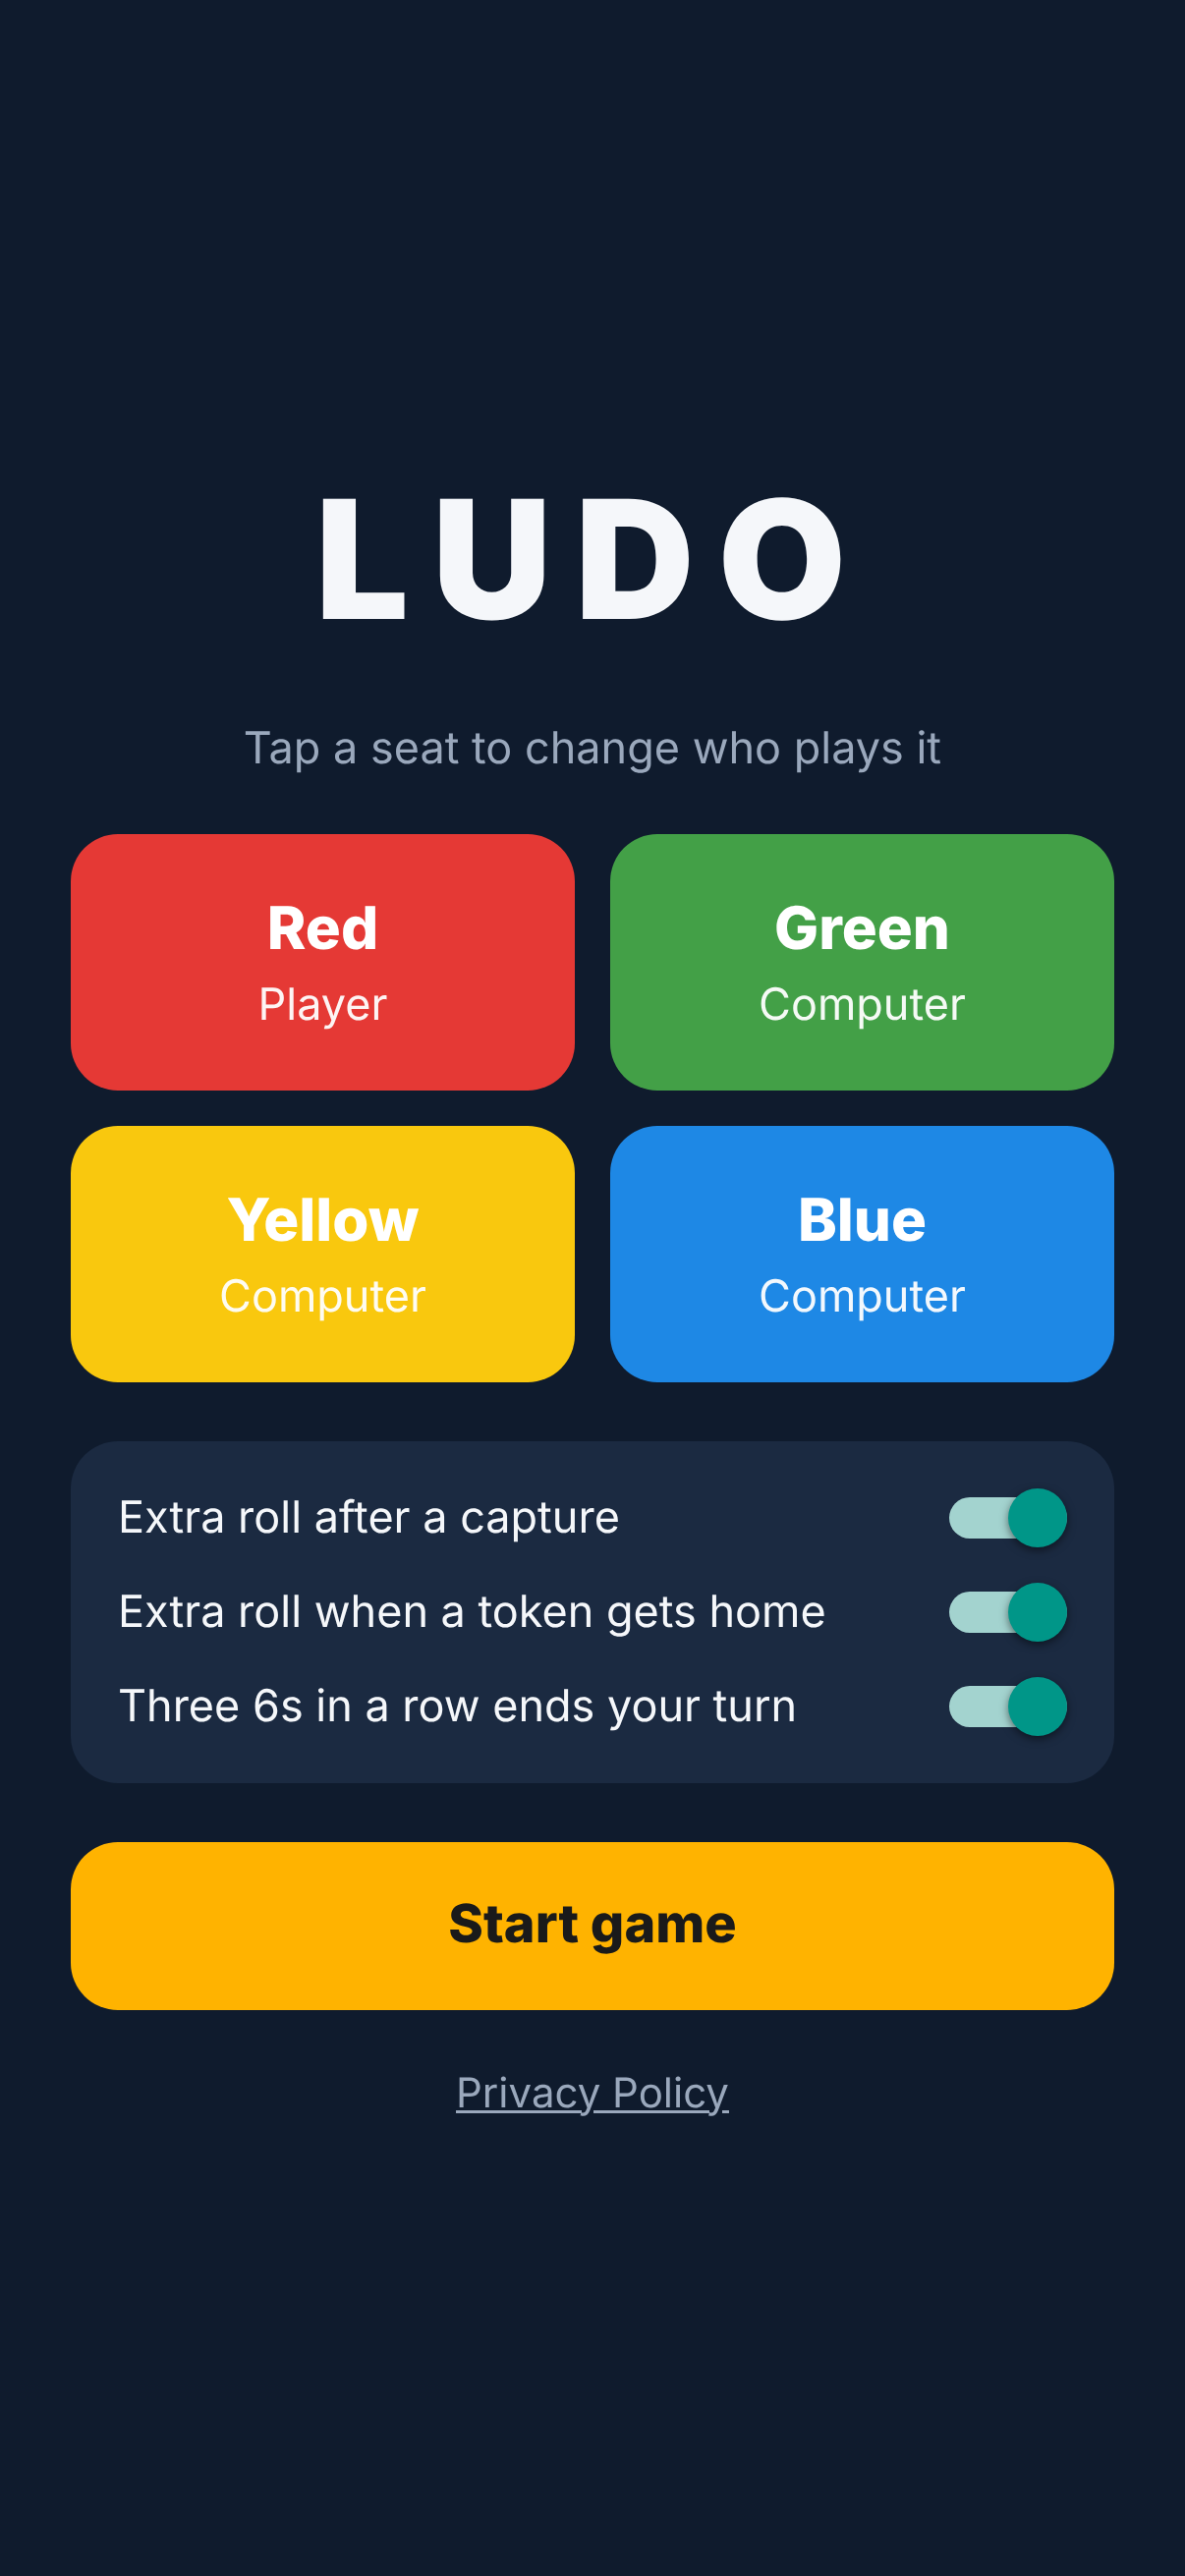 LUDO
Tap a seat to change who plays it
Red
Player
Green
Computer
Yellow
Computer
Blue
Computer
Extra roll after a capture
Extra roll when a token gets home
Three 6s in a row ends your turn
Start game
Privacy Policy